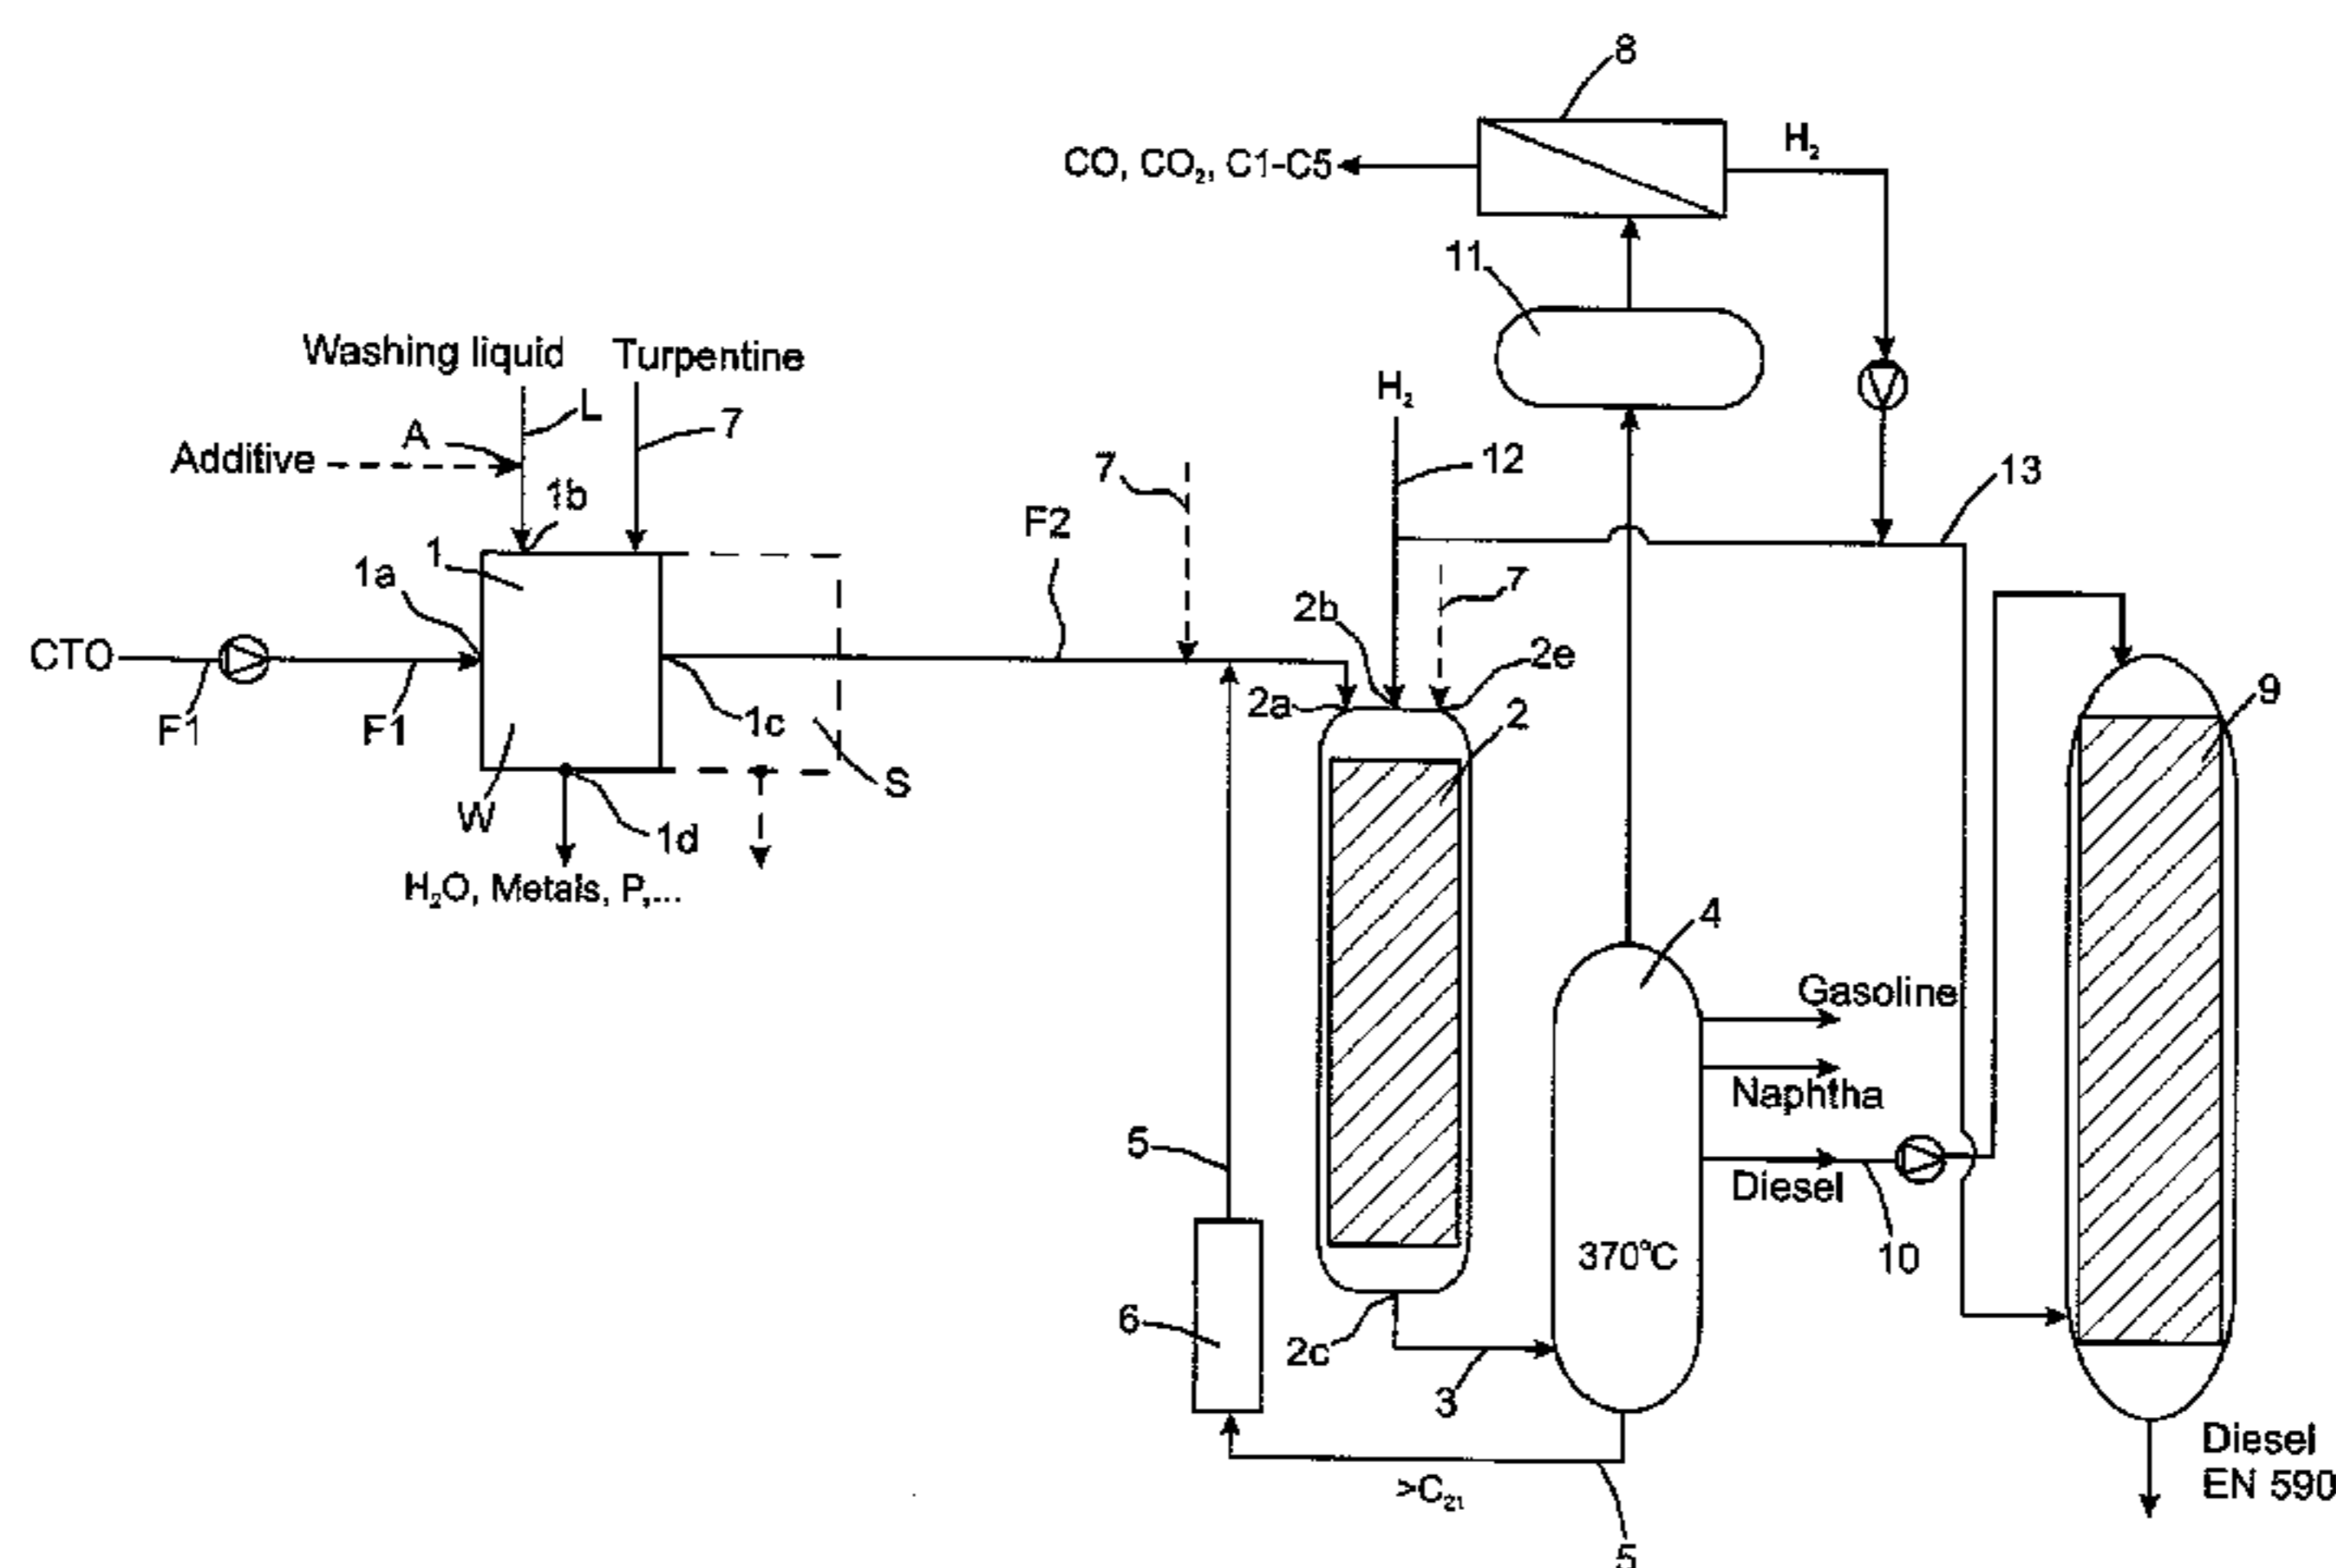 8
CO, CO₂, C1-C5
H₂
11
Washing liquid
Turpentine
L
7
Additive
A
1b
1
1a
CTO
F1
F1
W
1c
S
1d
H₂O, Metals, P,...
7
F2
H₂
12
13
7
2b
2a
2e
2
9
4
Gasoline
Naphtha
Diesel
10
370°C
5
6
2c
3
>C₂₁
5
Diesel
EN 590